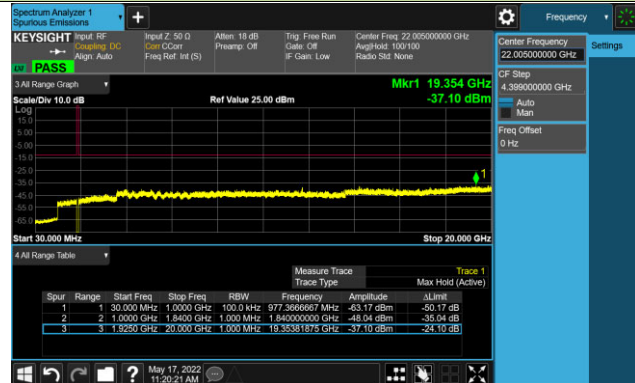 Spectrum Analyzer 1
Spurious Emissions
Frequency
KEYSIGHT
Input: RF
Coupling: DC
Align: Auto
Input Z: 50 Ω
Corr CCorr
Freq Ref: Int (S)
Atten: 18 dB
Preamp: Off
Trig: Free Run
Gate: Off
IF Gain: Low
Center Freq: 22.005000000 GHz
Avg|Hold: 100/100
Radio Std: None
LXI
PASS
Center Frequency
22.005000000 GHz
Settings
CF Step
4.399000000 GHz
Auto
Man
Freq Offset
0 Hz
3 All Range Graph
Mkr1 19.354 GHz
Scale/Div 10.0 dB
Ref Value 25.00 dBm
-37.10 dBm
Log
15.0
5.00
-5.00
-15.0
-25.0
-35.0
-45.0
-55.0
-65.0
1
Start 30.000 MHz
Stop 20.000 GHz
4 All Range Table
Measure Trace Trace 1
Trace Type Max Hold (Active)
Spur Range Start Freq Stop Freq RBW Frequency Amplitude ΔLimit
1 1 30.000 MHz 1.0000 GHz 100.0 kHz 977.3666667 MHz -63.17 dBm -50.17 dB
2 2 1.0000 GHz 1.8400 GHz 1.000 MHz 1.840000000 GHz -48.04 dBm -35.04 dB
3 3 1.9250 GHz 20.000 GHz 1.000 MHz 19.35381875 GHz -37.10 dBm -24.10 dB
?
May 17, 2022
11:20:21 AM